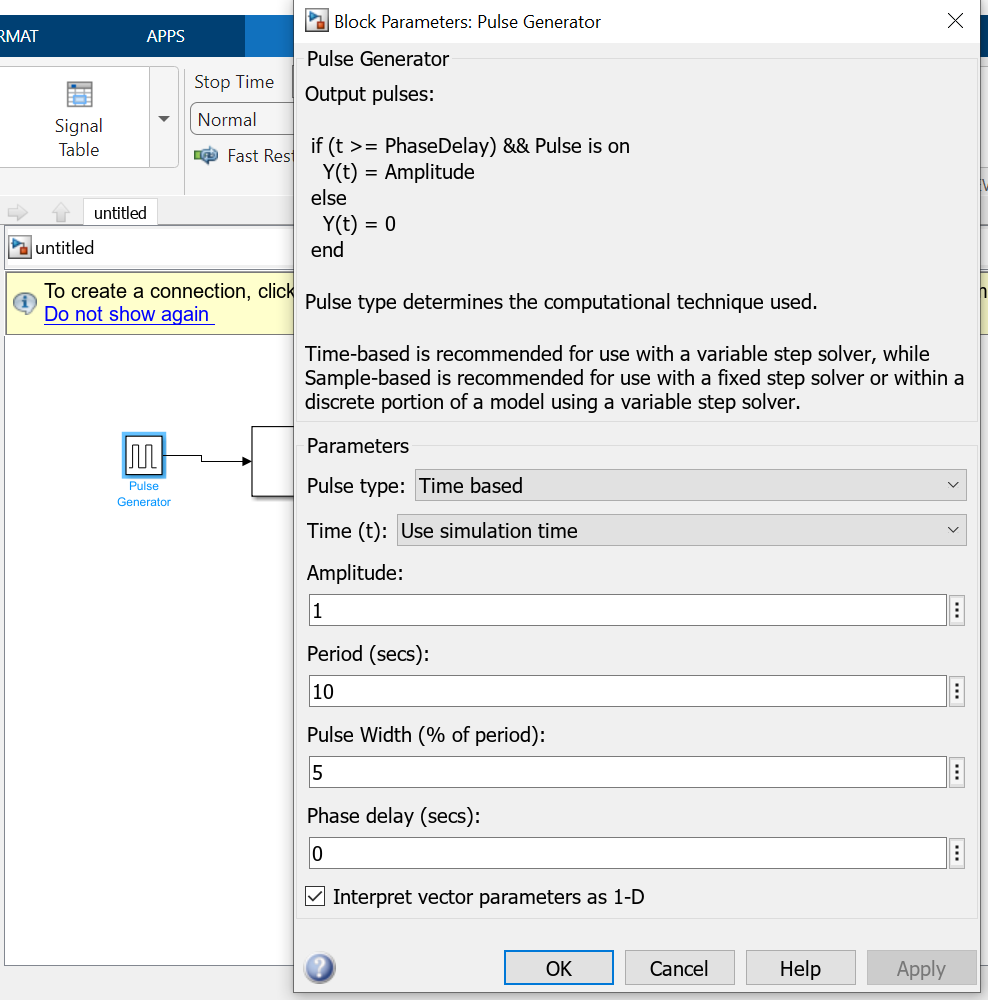 Block Parameters: Pulse Generator
RMAT
APPS
Signal
Table
Stop Time
Normal
Fast Rest
untitled
untitled
To create a connection, click
Do not show again
Pulse
Generator
Pulse Generator
Output pulses:
if (t >= PhaseDelay) && Pulse is on
Y(t) = Amplitude
else
Y(t) = 0
end
Pulse type determines the computational technique used.
Time-based is recommended for use with a variable step solver, while
Sample-based is recommended for use with a fixed step solver or within a
discrete portion of a model using a variable step solver.
Parameters
Pulse type: Time based
Time (t): Use simulation time
Amplitude:
1
Period (secs):
10
Pulse Width (% of period):
5
Phase delay (secs):
0
Interpret vector parameters as 1-D
OK
Cancel
Help
Apply